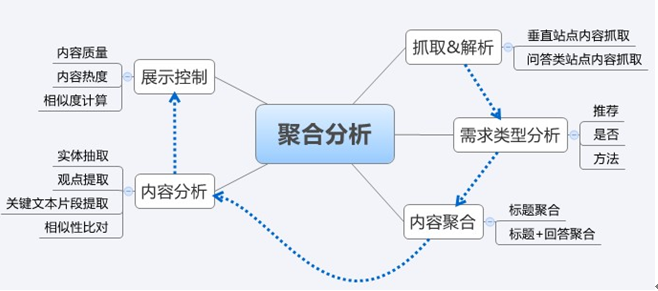 聚合分析
抓取&解析
垂直站点内容抓取
问答类站点内容抓取
需求类型分析
推荐
是否
方法
内容聚合
标题聚合
标题+回答聚合
内容分析
实体抽取
观点提取
关键文本片段提取
相似性比对
展示控制
内容质量
内容热度
相似度计算